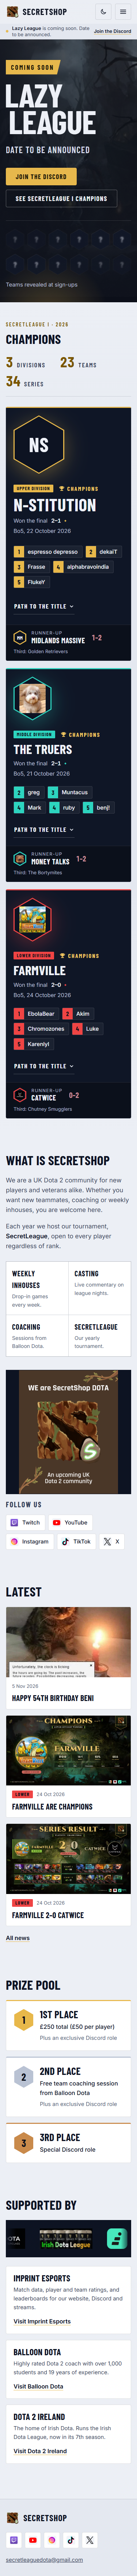 SECRETSHOP
Lazy League is coming soon. Date to be announced.
Join the Discord
COMING SOON
LAZY
LEAGUE
DATE TO BE ANNOUNCED
JOIN THE DISCORD
SEE SECRETLEAGUE I CHAMPIONS
Teams revealed at sign-ups
SECRETLEAGUE I · 2026
CHAMPIONS
3 DIVISIONS 23 TEAMS
34 SERIES
NS
UPPER DIVISION CHAMPIONS
N-STITUTION
Won the final 2–1
Bo5, 22 October 2026
1 espresso depresso 2 dekaiT
3 Frasse 4 alphabravoindia
5 FlukeY
PATH TO THE TITLE
RUNNER-UP
MIDLANDS MASSIVE 1-2
Third: Golden Retrievers
MIDDLE DIVISION CHAMPIONS
THE TRUERS
Won the final 2–1
Bo5, 21 October 2026
2 greg 3 Muntacus
4 Mark 4 ruby 5 benj!
PATH TO THE TITLE
RUNNER-UP
MONEY TALKS 1-2
Third: The Bortynites
LOWER DIVISION CHAMPIONS
FARMVILLE
Won the final 2–0
Bo5, 24 October 2026
1 EbolaBear 2 Akim
3 Chromozones 4 Luke
5 Karenlyl
PATH TO THE TITLE
RUNNER-UP
CATWICE 0-2
Third: Chutney Smugglers
WHAT IS SECRETSHOP
We are a UK Dota 2 community for new players and veterans alike. Whether you want new teammates, coaching or weekly inhouses, you are welcome here.
Each year we host our tournament, SecretLeague, open to every player regardless of rank.
WEEKLY INHOUSES
Drop-in games every week.
CASTING
Live commentary on league nights.
COACHING
Sessions from Balloon Dota.
SECRETLEAGUE
Our yearly tournament.
WE are SecretShop DOTA
An upcoming UK
Dota 2 community
FOLLOW US
Twitch YouTube
Instagram TikTok X
LATEST
Unfortunately, the clock is ticking
5 Nov 2026
HAPPY 54TH BIRTHDAY BEN!
CHAMPIONS
FARMVILLE
LOWER 24 Oct 2026
FARMVILLE ARE CHAMPIONS
SERIES RESULT
FARMVILLE
LOWER 24 Oct 2026
FARMVILLE 2-0 CATWICE
All news
PRIZE POOL
1 1ST PLACE
£250 total (£50 per player)
Plus an exclusive Discord role
2 2ND PLACE
Free team coaching session from Balloon Dota
Plus an exclusive Discord role
3 3RD PLACE
Special Discord role
SUPPORTED BY
OTA
Irish Dota League
IMPRINT ESPORTS
Match data, player and team ratings, and leaderboards for our website, Discord and streams.
Visit Imprint Esports
BALLOON DOTA
Highly rated Dota 2 coach with over 1,000 students and 19 years of experience.
Visit Balloon Dota
DOTA 2 IRELAND
The home of Irish Dota. Runs the Irish Dota League, now in its 7th season.
Visit Dota 2 Ireland
SECRETSHOP
secretleaguedota@gmail.com